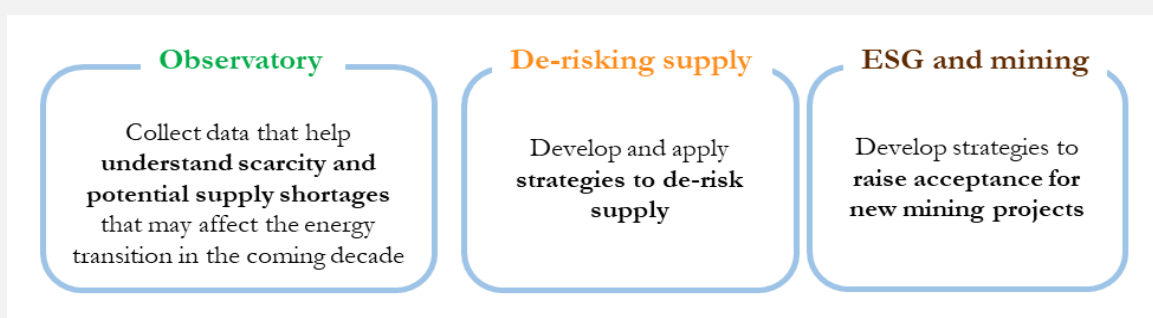 Observatory
Collect data that help
understand scarcity and
potential supply shortages
that may affect the energy
transition in the coming decade
De-risking supply
Develop and apply
strategies to de-risk
supply
ESG and mining
Develop strategies to
raise acceptance for
new mining projects